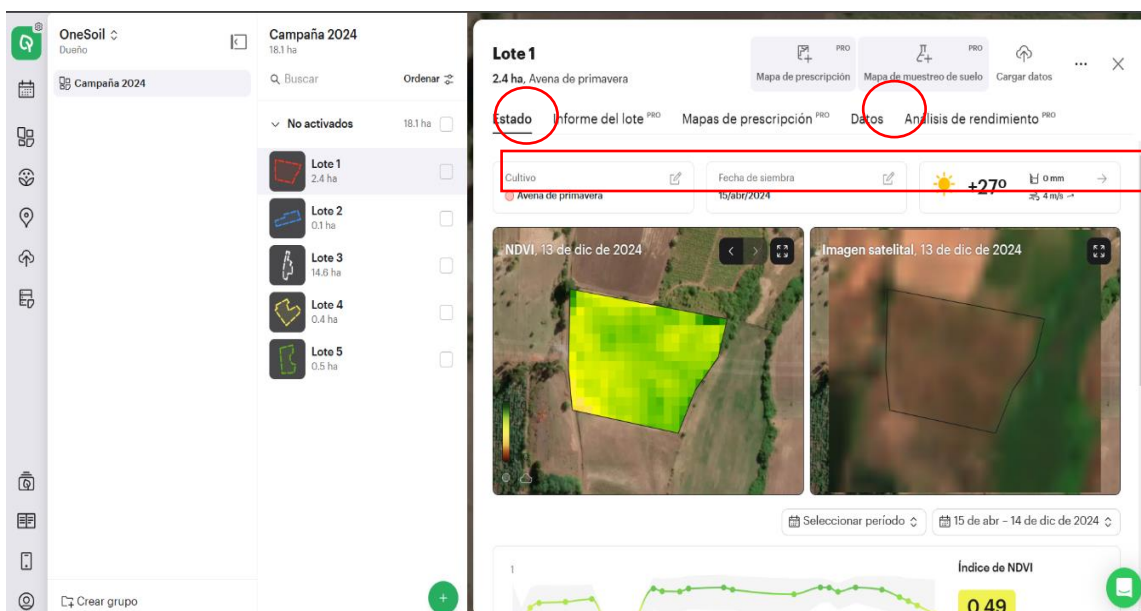 OneSoil
Dueño
Campaña 2024
Campaña 2024
18.1 ha
Buscar
Ordenar
No activados
18.1 ha
Lote 1
2.4 ha
Lote 2
0.1 ha
Lote 3
14.6 ha
Lote 4
0.4 ha
Lote 5
0.5 ha
Crear grupo
+
Lote 1
2.4 ha, Avena de primavera
PRO
Mapa de prescripción
PRO
Mapa de muestreo de suelo
Cargar datos
Estado Informe del lote PRO Mapas de prescripción PRO Datos Análisis de rendimiento PRO
Cultivo
Avena de primavera
Fecha de siembra
15/abr/2024
+27º
0 mm
4 m/s
NDVI, 13 de dic de 2024
Imagen satelital, 13 de dic de 2024
Seleccionar período
15 de abr – 14 de dic de 2024
1
Índice de NDVI
0.49